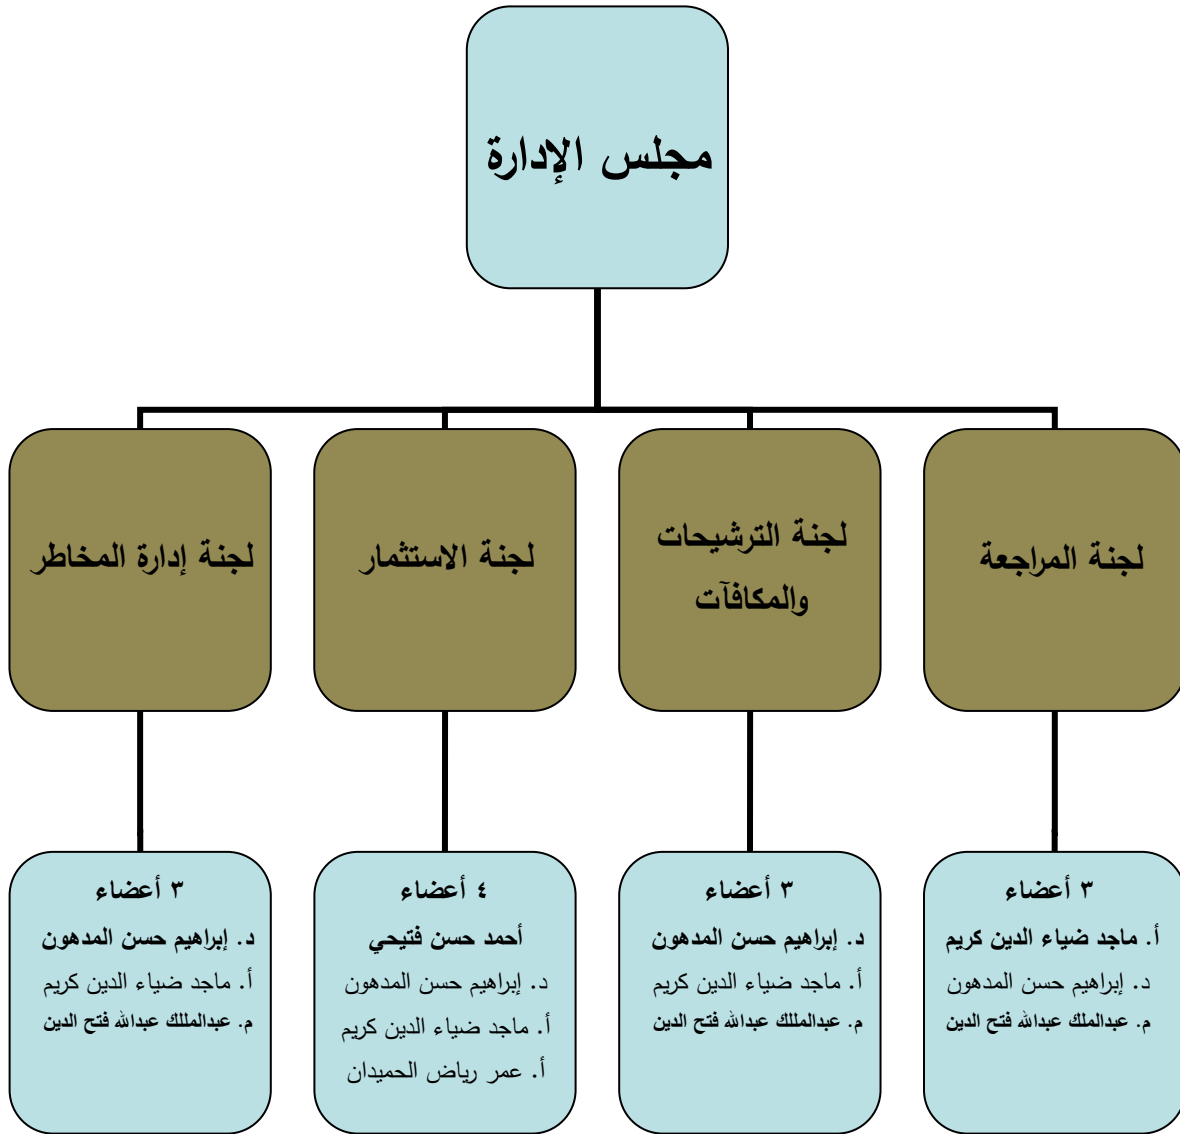 مجلس الإدارة
لجنة المراجعة
لجنة الترشيحات
والمكافآت
لجنة الاستثمار
لجنة إدارة المخاطر
٣ أعضاء
أ. ماجد ضياء الدين كريم
د. إبراهيم حسن المدهون
م. عبدالملك عبدالله فتح الدين
٣ أعضاء
د. إبراهيم حسن المدهون
أ. ماجد ضياء الدين كريم
م. عبدالملك عبدالله فتح الدين
٤ أعضاء
أحمد حسن فتيحي
د. إبراهيم حسن المدهون
أ. ماجد ضياء الدين كريم
أ. عمر رياض الحميدان
٣ أعضاء
د. إبراهيم حسن المدهون
أ. ماجد ضياء الدين كريم
م. عبدالملك عبدالله فتح الدين